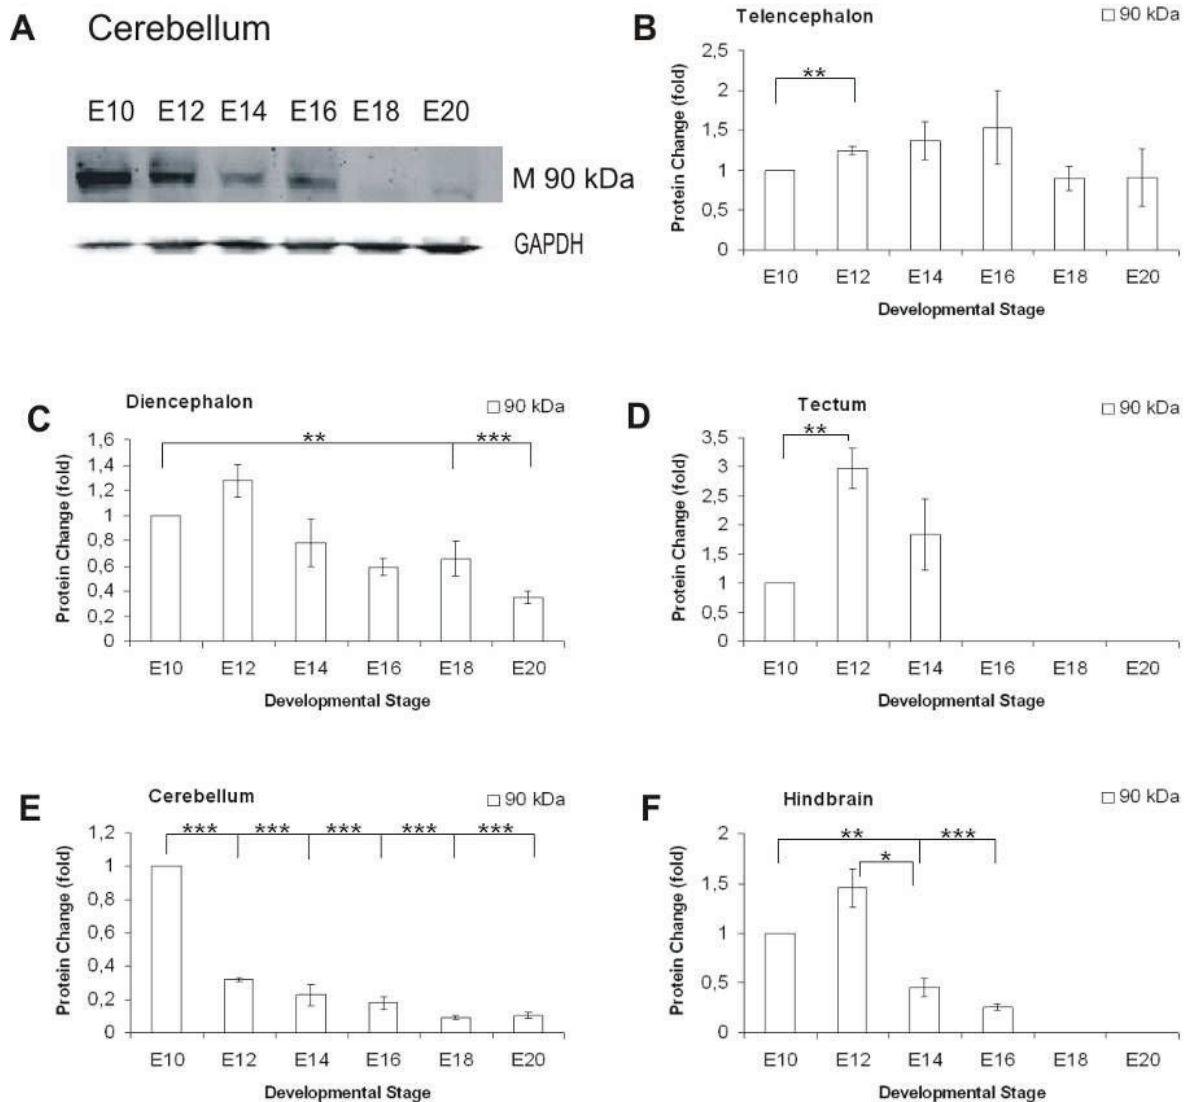 A Cerebellum
E10 E12 E14 E16 E18 E20
M 90 kDa
GAPDH
B Telencephalon
90 kDa
Protein Change (fold)
2,5
2
1,5
1
0,5
0
**
E10 E12 E14 E16 E18 E20
Developmental Stage
C Diencephalon
90 kDa
Protein Change (fold)
1,6
1,4
1,2
1
0,8
0,6
0,4
0,2
0
** ***
E10 E12 E14 E16 E18 E20
Developmental Stage
D Tectum
90 kDa
Protein Change (fold)
3,5
3
2,5
2
1,5
1
0,5
0
**
E10 E12 E14 E16 E18 E20
Developmental Stage
E Cerebellum
90 kDa
Protein Change (fold)
1,2
1
0,8
0,6
0,4
0,2
0
*** *** *** *** ***
E10 E12 E14 E16 E18 E20
Developmental Stage
F Hindbrain
90 kDa
Protein Change (fold)
2
1,5
1
0,5
0
** ***
*
E10 E12 E14 E16 E18 E20
Developmental Stage